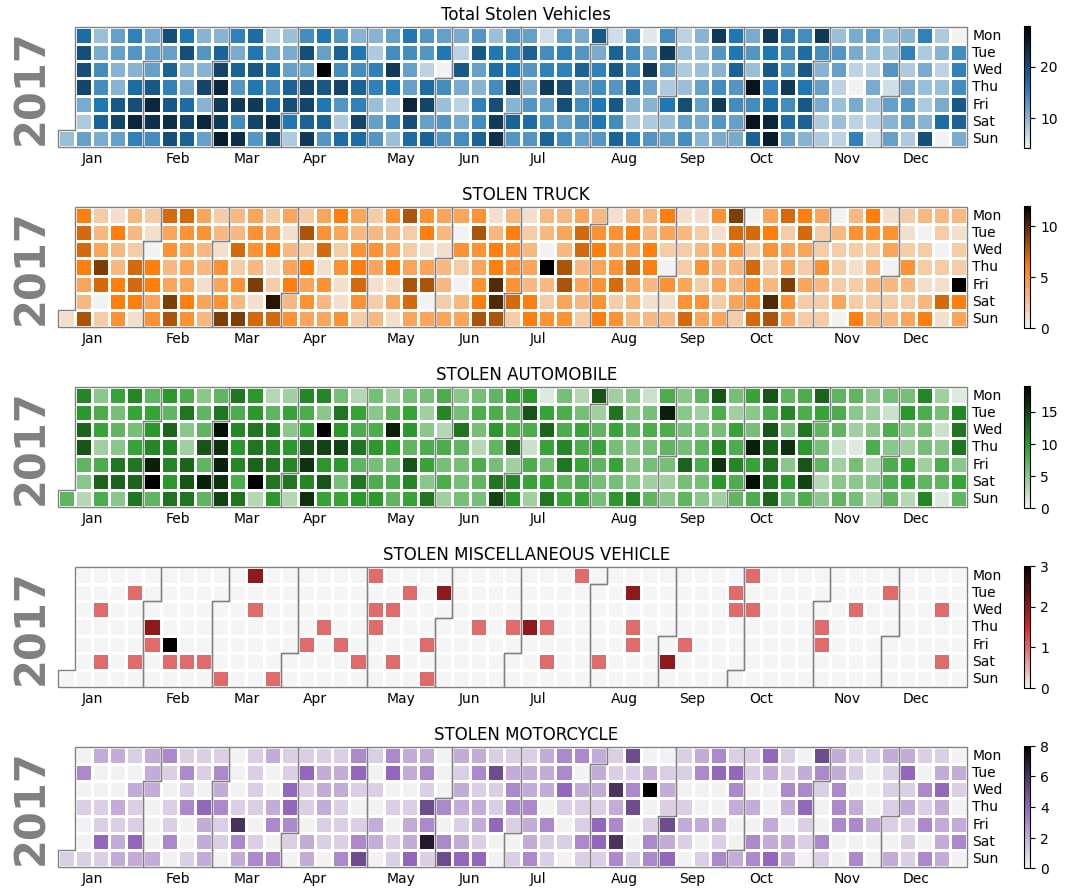 Total Stolen Vehicles
2017
Mon
Tue
Wed
Thu
Fri
Sat
Sun
Jan Feb Mar Apr May Jun Jul Aug Sep Oct Nov Dec
20
10
STOLEN TRUCK
2017
Mon
Tue
Wed
Thu
Fri
Sat
Sun
Jan Feb Mar Apr May Jun Jul Aug Sep Oct Nov Dec
10
5
0
STOLEN AUTOMOBILE
2017
Mon
Tue
Wed
Thu
Fri
Sat
Sun
Jan Feb Mar Apr May Jun Jul Aug Sep Oct Nov Dec
15
10
5
0
STOLEN MISCELLANEOUS VEHICLE
2017
Mon
Tue
Wed
Thu
Fri
Sat
Sun
Jan Feb Mar Apr May Jun Jul Aug Sep Oct Nov Dec
3
2
1
0
STOLEN MOTORCYCLE
2017
Mon
Tue
Wed
Thu
Fri
Sat
Sun
Jan Feb Mar Apr May Jun Jul Aug Sep Oct Nov Dec
8
6
4
2
0